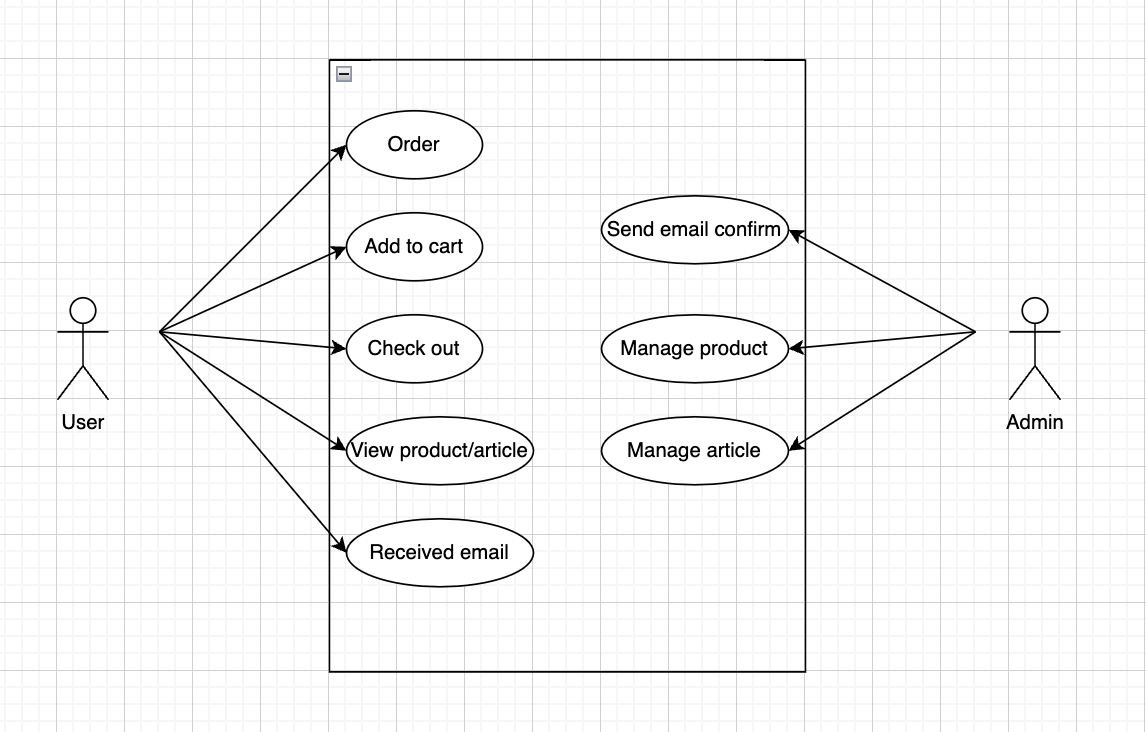 Order
Add to cart
Check out
View product/article
Received email
Send email confirm
Manage product
Manage article
User
Admin